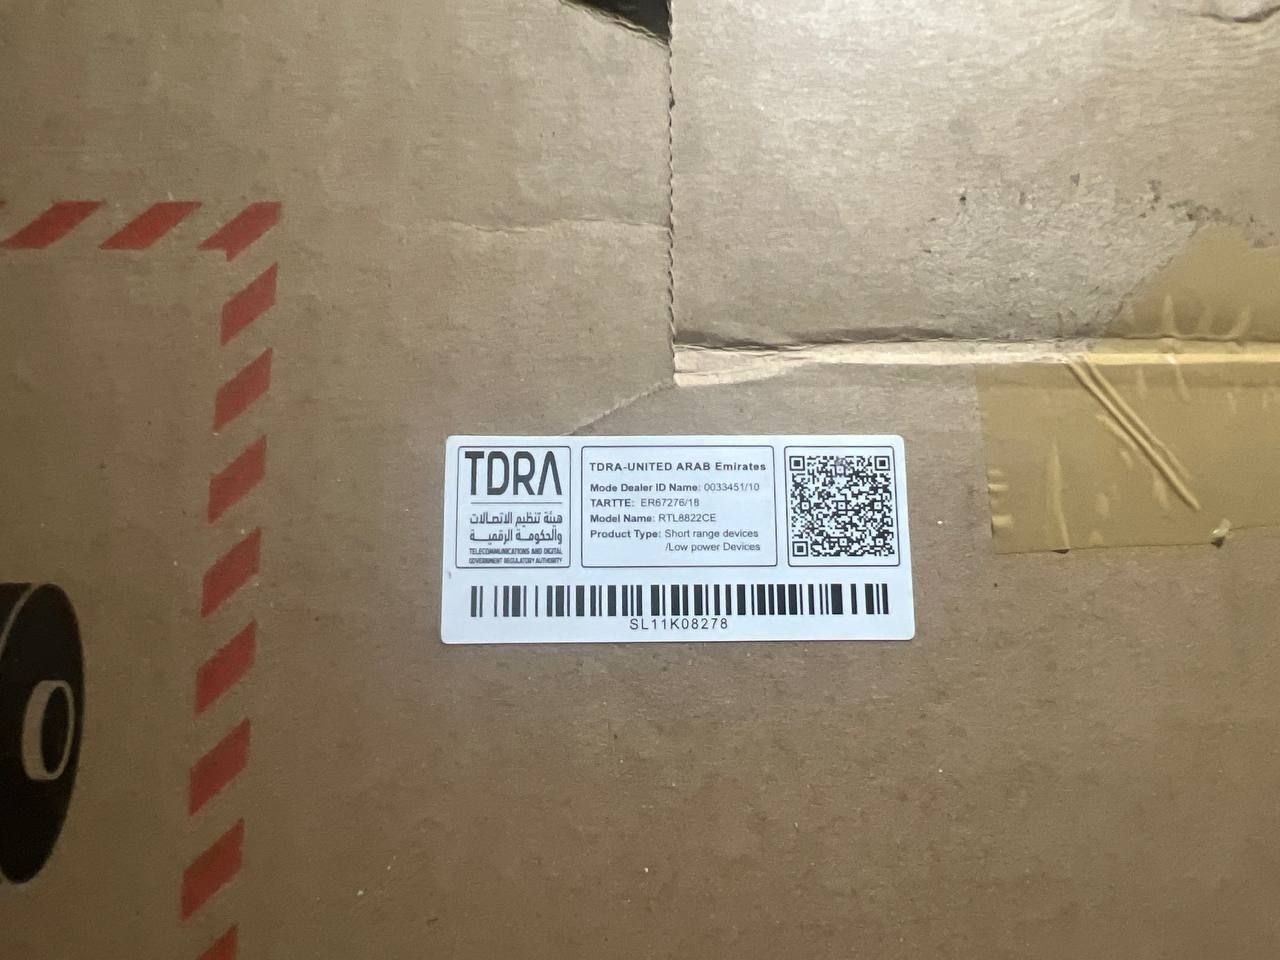 TDRA
هيئة تنظيم الاتصالات
والحكومة الرقمية
TELECOMMUNICATIONS AND DIGITAL
GOVERNMENT REGULATORY AUTHORITY
TDRA-UNITED ARAB Emirates
Mode Dealer ID Name: 0033451/10
TARTTE: ER67276/18
Model Name: RTL8822CE
Product Type: Short range devices
/Low power Devices
SL11K08278